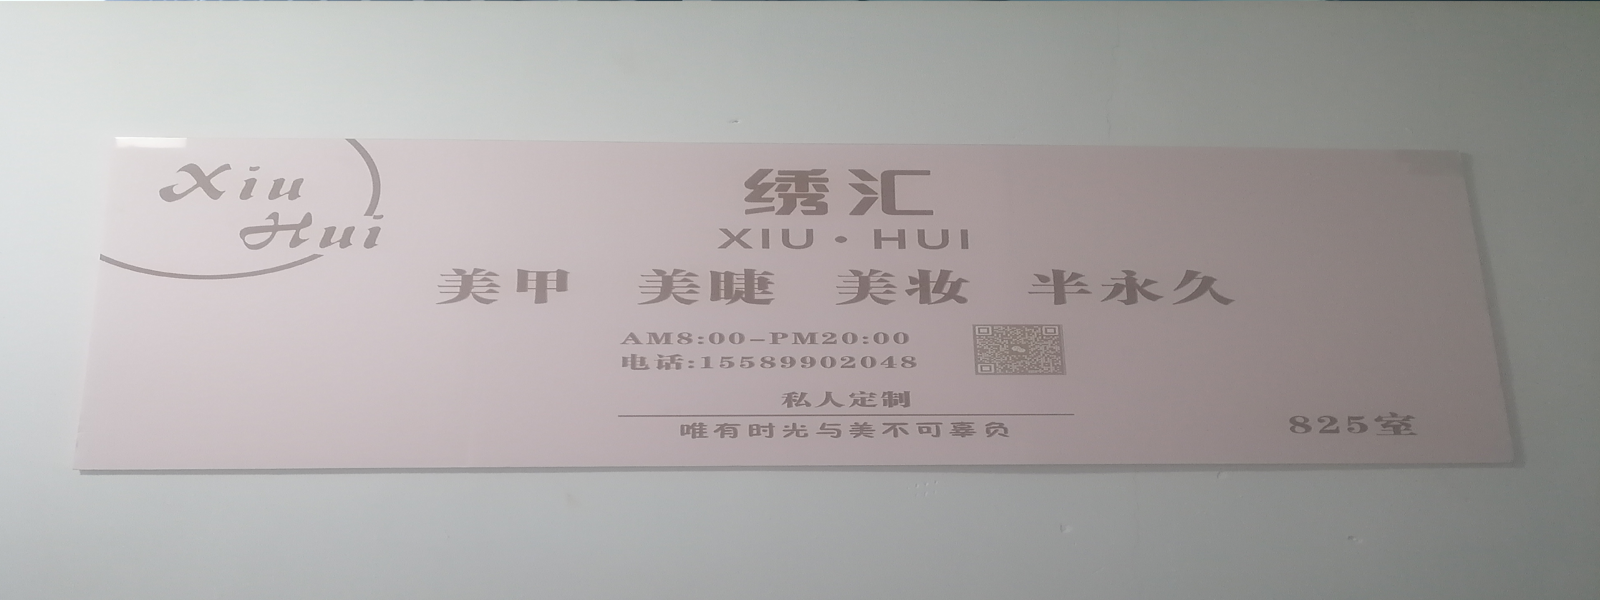 Xiu
Hui
绣汇
XIU·HUI
美甲 美睫 美妆 半永久
AM8:00-PM20:00
电话:15589902048
私人定制
唯有时光与美不可辜负
825室